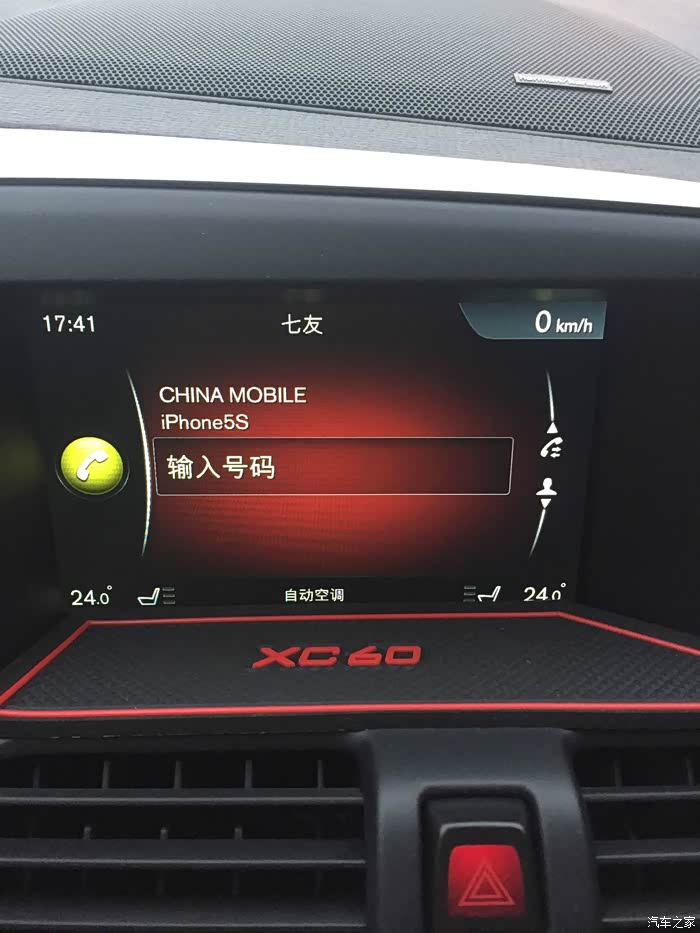 17:41
七友
0 km/h
CHINA MOBILE
iPhone5S
输入号码
24.0°
自动空调
24.0°
XC60
汽车之家